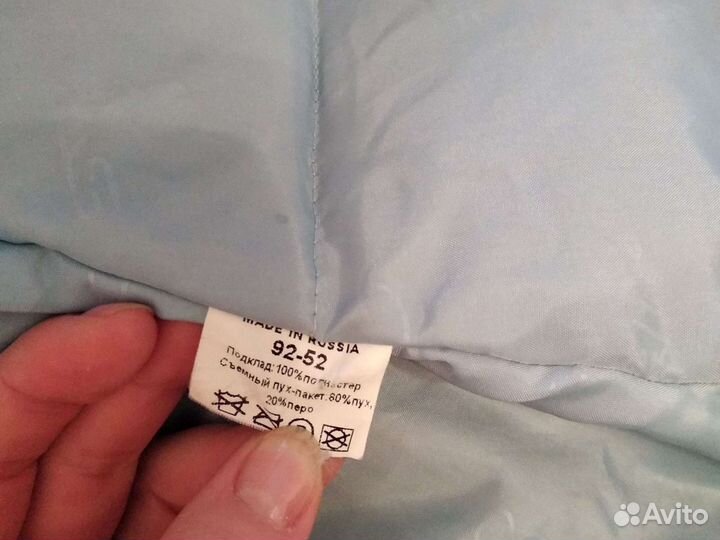 MADE IN RUSSIA
92-52
Подклад: 100%полиэстер
Съемный пух-пакет: 80%пух,
20%перо
Avito